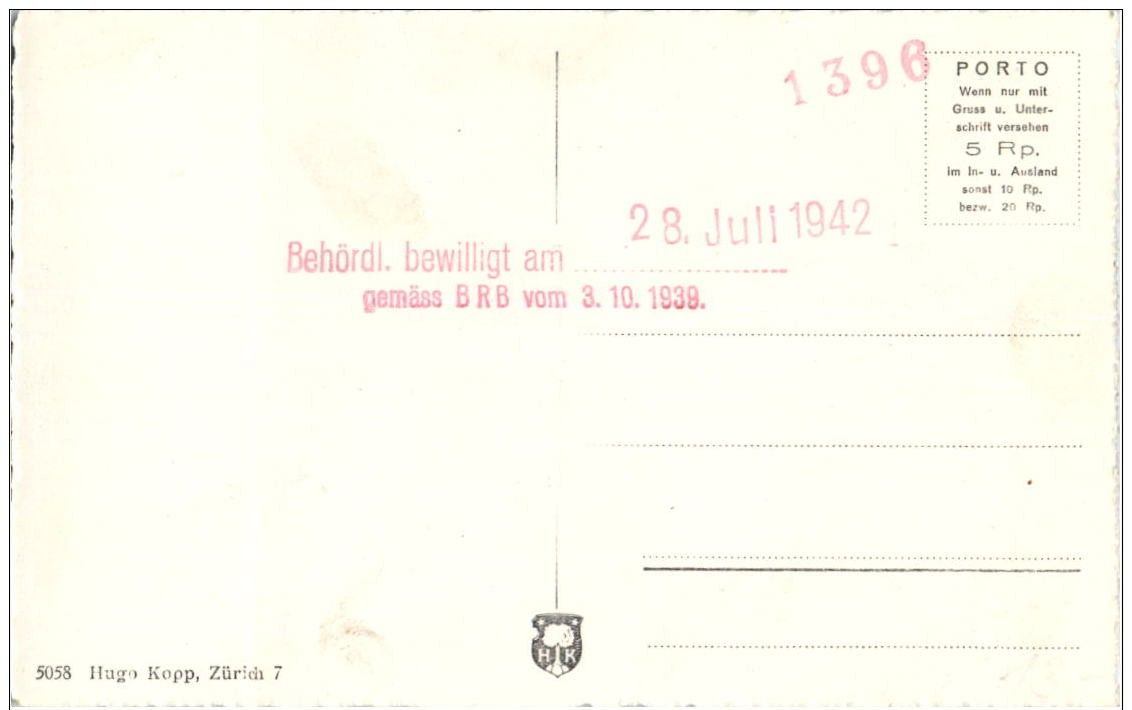 1396
PORTO
Wenn nur mit
Gruss u. Unter-
schrift versehen
5 Rp.
im In- u. Ausland
sonst 10 Rp.
bezw. 20 Rp.
28. Juli 1942
Behördl. bewilligt am
gemäss BRB vom 3. 10. 1939.
H K
5058 Hugo Kopp, Zürich 7